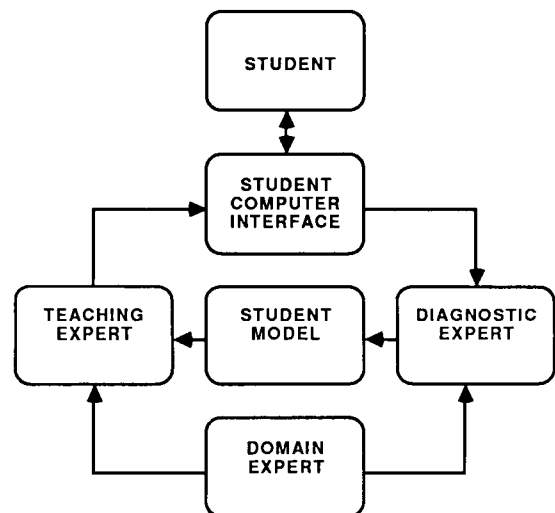 STUDENT
STUDENT
COMPUTER
INTERFACE
TEACHING
EXPERT
STUDENT
MODEL
DIAGNOSTIC
EXPERT
DOMAIN
EXPERT